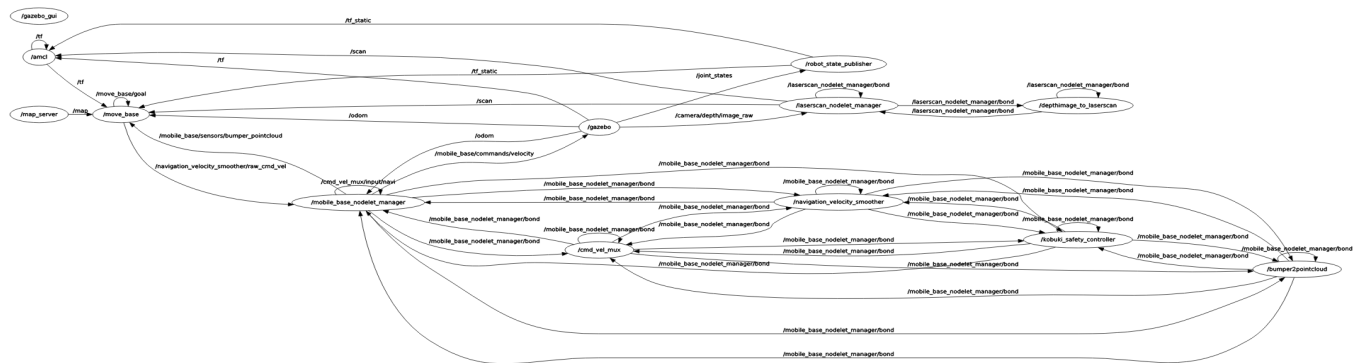 /gazebo_gui
/tf_static
/tf
/amcl
/scan
/tf
/robot_state_publisher
/tf_static
/joint_states
/tf
/move_base/goal
/laserscan_nodelet_manager/bond
/laserscan_nodelet_manager/bond
/scan
/laserscan_nodelet_manager
/laserscan_nodelet_manager/bond
/depthimage_to_laserscan
/map_server
/map
/move_base
/odom
/camera/depth/image_raw
/laserscan_nodelet_manager/bond
/gazebo
/mobile_base/sensors/bumper_pointcloud
/odom
/mobile_base/commands/velocity
/navigation_velocity_smoother/raw_cmd_vel
/mobile_base_nodelet_manager/bond
/cmd_vel_mux/input/navi
/mobile_base_nodelet_manager/bond
/mobile_base_nodelet_manager/bond
/mobile_base_nodelet_manager/bond
/mobile_base_nodelet_manager
/mobile_base_nodelet_manager/bond
/navigation_velocity_smoother
/mobile_base_nodelet_manager/bond
/mobile_base_nodelet_manager/bond
/mobile_base_nodelet_manager/bond
/mobile_base_nodelet_manager/bond
/mobile_base_nodelet_manager/bond
/mobile_base_nodelet_manager/bond
/mobile_base_nodelet_manager/bond
/mobile_base_nodelet_manager/bond
/mobile_base_nodelet_manager/bond
/mobile_base_nodelet_manager/bond
/kobuki_safety_controller
/mobile_base_nodelet_manager/bond
/mobile_base_nodelet_manager/bond
/cmd_vel_mux
/mobile_base_nodelet_manager/bond
/mobile_base_nodelet_manager/bond
/mobile_base_nodelet_manager/bond
/mobile_base_nodelet_manager/bond
/mobile_base_nodelet_manager/bond
/bumper2pointcloud
/mobile_base_nodelet_manager/bond
/mobile_base_nodelet_manager/bond
/mobile_base_nodelet_manager/bond